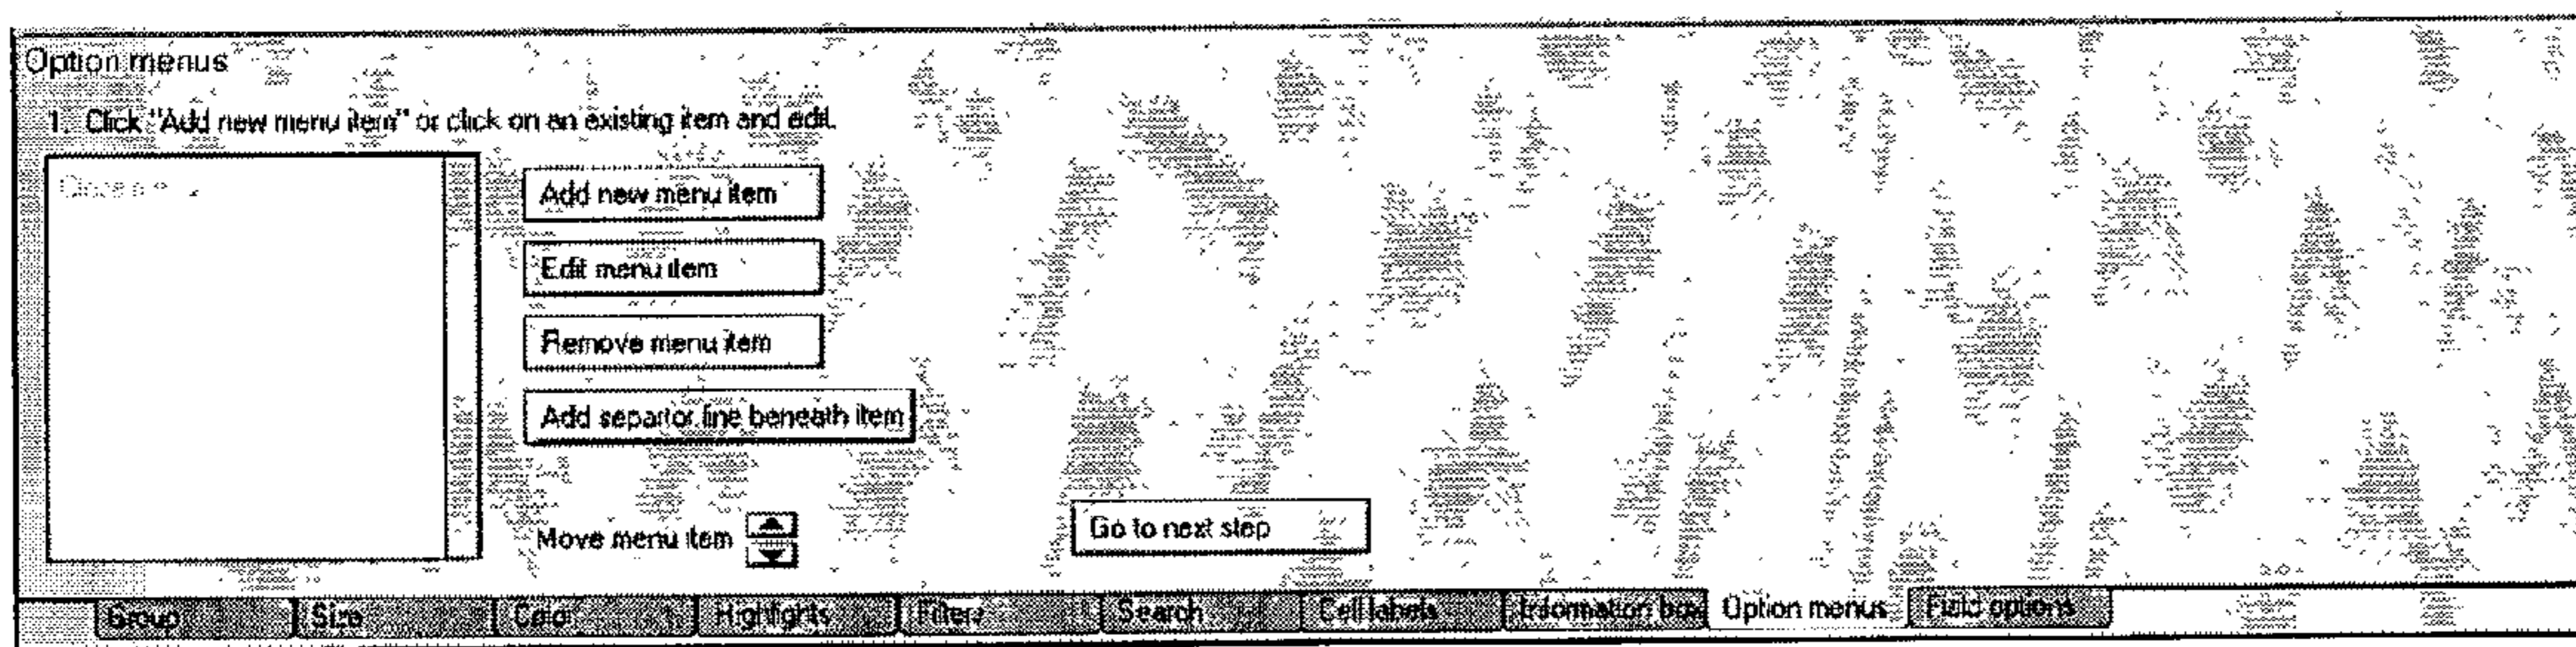 Option menus
1. Click "Add new menu item" or click on an existing item and edit.
Add new menu item
Edit menu item
Remove menu item
Add separtor line beneath item
Move menu item
Go to next step
Group Size Color Highlights Filters Search Cell labels Information box Option menus Field options